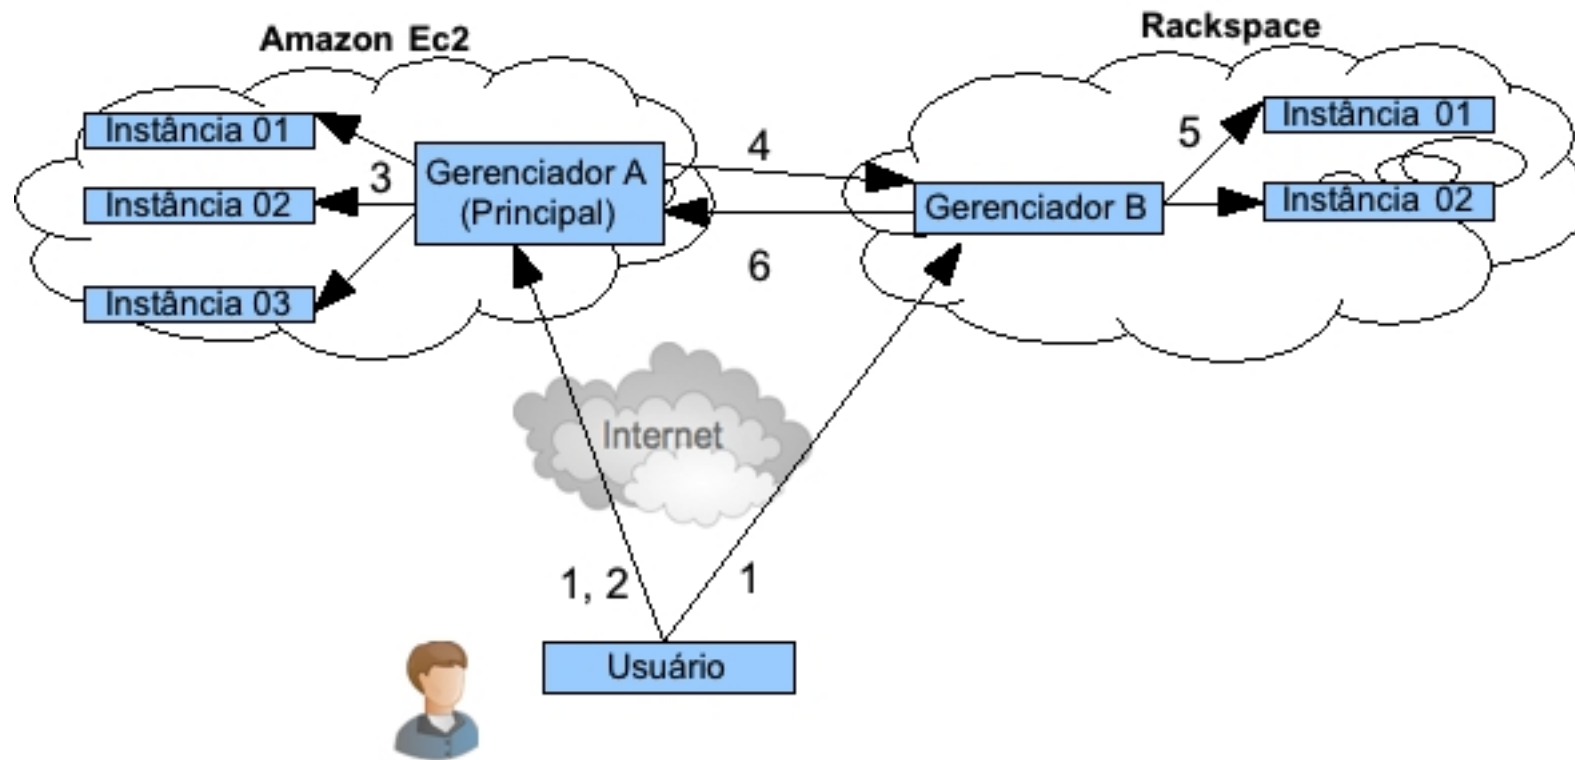 Amazon Ec2
Rackspace
Instância 01
Instância 02
Instância 03
3
Gerenciador A
(Principal)
4
6
Gerenciador B
5
Instância 01
Instância 02
Internet
1, 2
1
Usuário